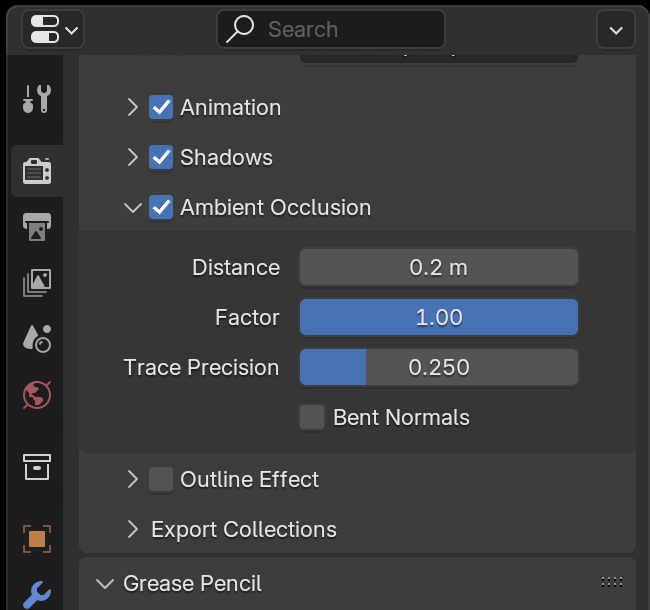 Search
Animation
Shadows
Ambient Occlusion
Distance 0.2 m
Factor 1.00
Trace Precision 0.250
Bent Normals
Outline Effect
Export Collections
Grease Pencil